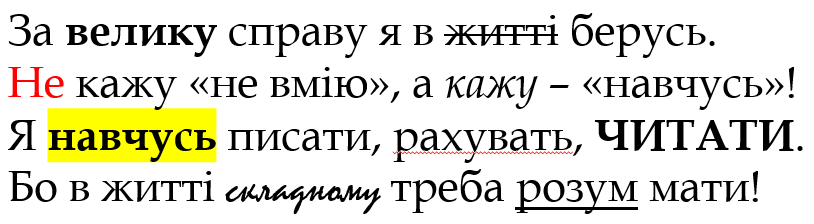 За велику справу я в житті берусь.
Не кажу «не вмію», а кажу – «навчусь»!
Я навчусь писати, рахувать, ЧИТАТИ.
Бо в житті складному треба розум мати!